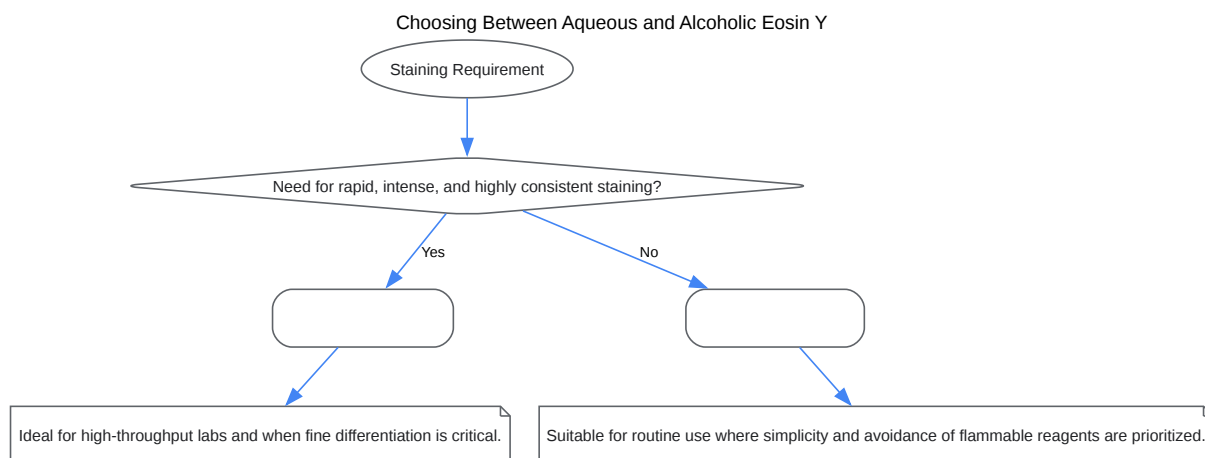 Choosing Between Aqueous and Alcoholic Eosin Y
Staining Requirement
Need for rapid, intense, and highly consistent staining?
Yes
No
Ideal for high-throughput labs and when fine differentiation is critical.
Suitable for routine use where simplicity and avoidance of flammable reagents are prioritized.